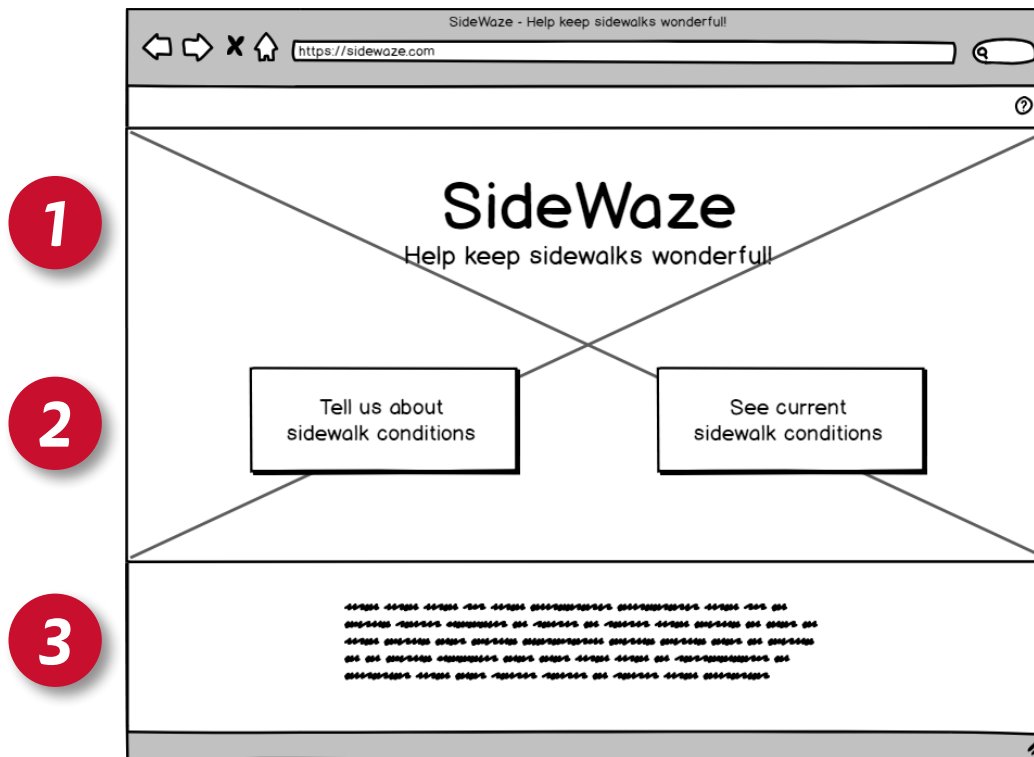 SideWaze - Help keep sidewalks wonderful!
https://sidewaze.com
?
1
SideWaze
Help keep sidewalks wonderful!
2
Tell us about
sidewalk conditions
See current
sidewalk conditions
3